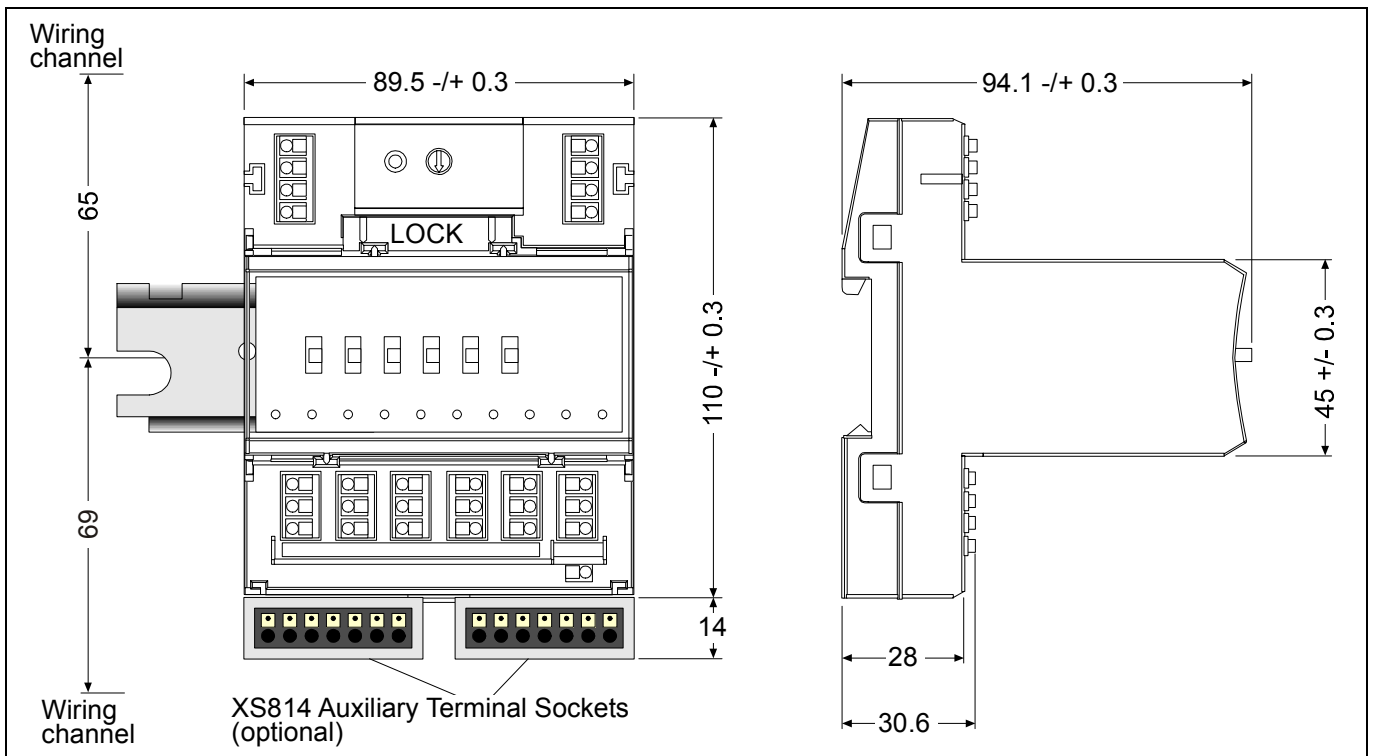 Wiring
channel
89.5 -/+ 0.3
94.1 -/+ 0.3
65
LOCK
110 -/+ 0.3
45 +/- 0.3
69
14
28
30.6
Wiring
channel
XS814 Auxiliary Terminal Sockets
(optional)